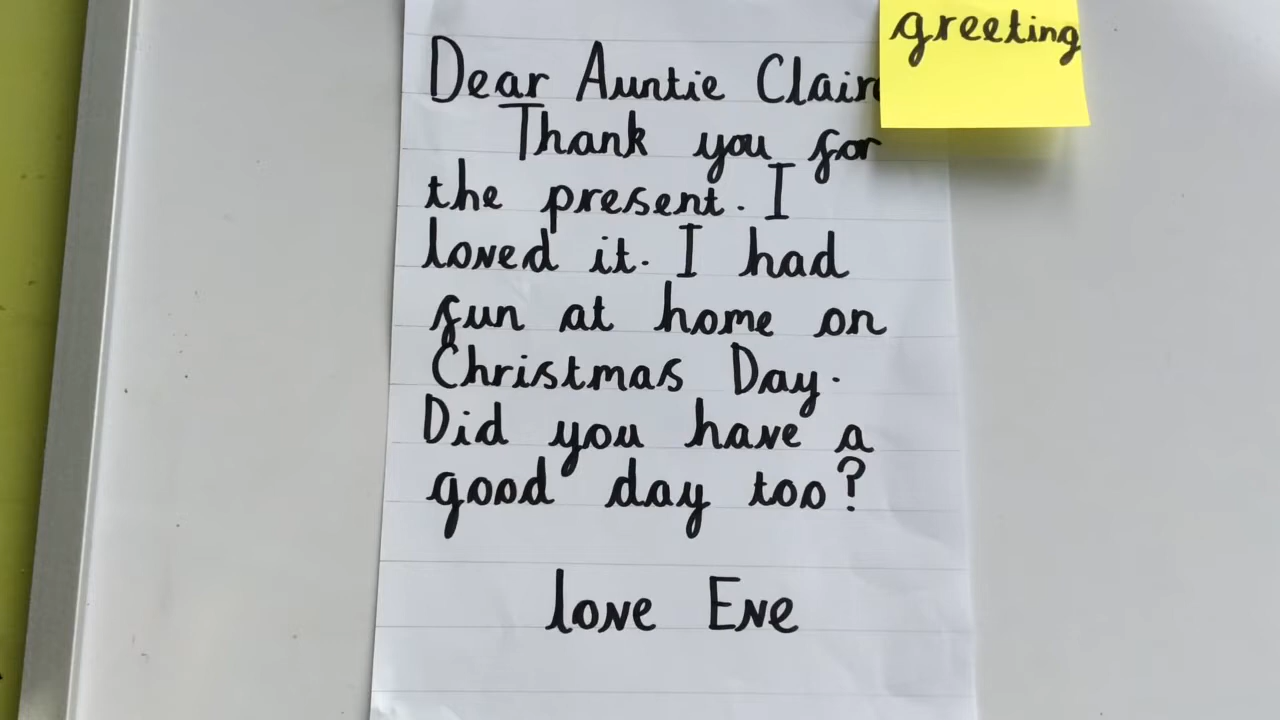 greeting
Dear Auntie Clair
Thank you for
the present. I
loved it. I had
fun at home on
Christmas Day.
Did you have a
good day too?
love Eve